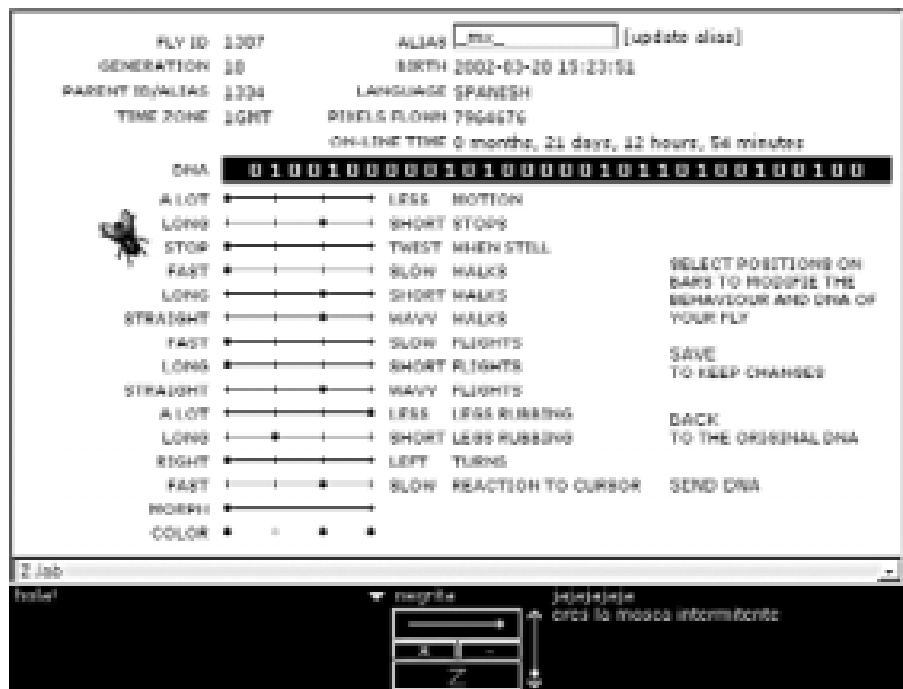 FLY ID 1307 ALIAS _mx_ [update alias]
GENERATION 10 BIRTH 2002-03-20 15:23:51
PARENT ID/ALIAS 1334 LANGUAGE SPANISH
TIME ZONE 1GMT PIXELS FLOWN 7964676
ON-LINE TIME 0 months, 21 days, 12 hours, 54 minutes
DNA
A LOT LESS MOTION
LONG SHORT STOPS
STOP TWIST WHEN STILL
FAST SLOW WALKS
LONG SHORT WALKS
STRAIGHT WAVY WALKS
FAST SLOW FLIGHTS
LONG SHORT FLIGHTS
STRAIGHT WAVY FLIGHTS
A LOT LESS LEGS RUBBING
LONG SHORT LEGS RUBBING
RIGHT LEFT TURNS
FAST SLOW REACTION TO CURSOR
MORPH
COLOR
SELECT POSITIONS ON
BARS TO MODIFIE THE
BEHAVIOUR AND DNA OF
YOUR FLY
SAVE
TO KEEP CHANGES
BACK
TO THE ORIGINAL DNA
SEND DNA
Z lab
hola! negrita jajajajaja
eres la mosca intermitente
Z